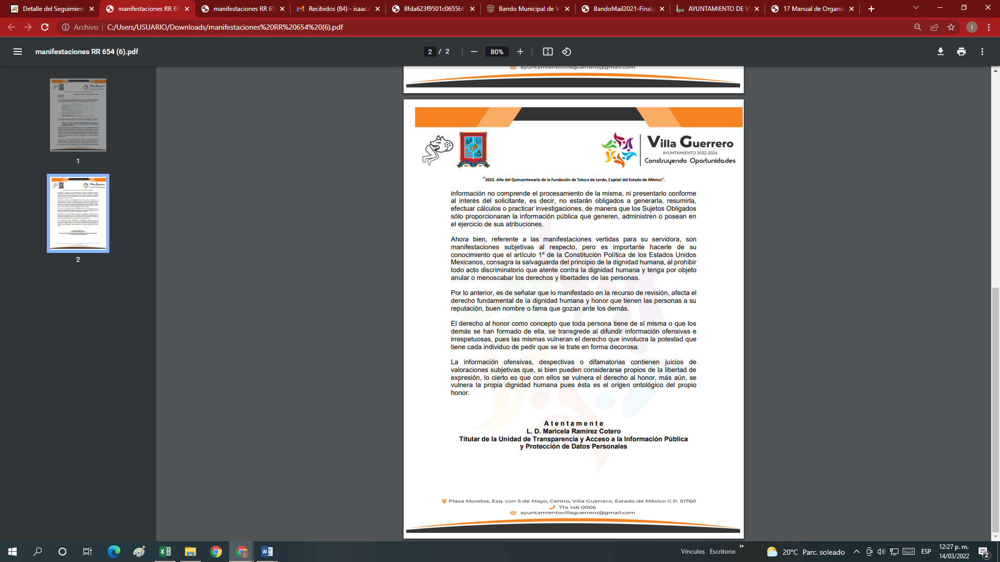 Detalle del Seguimient
manifestaciones RR 65
manifestaciones RR 65
Recibidos (84) - isaac.c
8fda623f9501c0655bf
Bando Municipal de Vi
BandoMail2021-Final.p
AYUNTAMIENTO DE V
17 Manual de Organiz
Archivo
C:/Users/USUARIO/Downloads/manifestaciones%20RR%20654%20(6).pdf
I
manifestaciones RR 654 (6).pdf
2 / 2
80%
1
2
ayuntamientovillaguerrero@gmail.com
Villa Guerrero
AYUNTAMIENTO 2022-2024
Construyendo Oportunidades
“2022. Año del Quincentenario de la Fundación de Toluca de Lerdo, Capital del Estado de México”.
información no comprende el procesamiento de la misma, ni presentarlo conforme
al interés del solicitante, es decir, no estarán obligados a generarla, resumirla,
efectuar cálculos o practicar investigaciones, de manera que los Sujetos Obligados
sólo proporcionaran la información pública que generen, administren o posean en
el ejercicio de sus atribuciones.
Ahora bien, referente a las manifestaciones vertidas para su servidora, son
manifestaciones subjetivas al respecto, pero es importante hacerle de su
conocimiento que el artículo 1º de la Constitución Política de los Estados Unidos
Mexicanos, consagra la salvaguarda del principio de la dignidad humana, al prohibir
todo acto discriminatorio que atente contra la dignidad humana y tenga por objeto
anular o menoscabar los derechos y libertades de las personas.
Por lo anterior, es de señalar que lo manifestado en la recurso de revisión, afecta el
derecho fundamental de la dignidad humana y honor que tienen las personas a su
reputación, buen nombre o fama que gozan ante los demás.
El derecho al honor como concepto que toda persona tiene de sí misma o que los
demás se han formado de ella, se transgrede al difundir información ofensivas e
irrespetuosas, pues las mismas vulneran el derecho que involucra la potestad que
tiene cada individuo de pedir que se le trate en forma decorosa.
La información ofensivas, despectivas o difamatorias contienen juicios de
valoraciones subjetivas que, si bien pueden considerarse propios de la libertad de
expresión, lo cierto es que con ellos se vulnera el derecho al honor, más aún, se
vulnera la propia dignidad humana pues ésta es el origen ontológico del propio
honor.
A t e n t a m e n t e
L. D. Maricela Ramírez Cotero
Titular de la Unidad de Transparencia y Acceso a la Información Pública
y Protección de Datos Personales
Plaza Morelos, Esq. con 5 de Mayo, Centro, Villa Guerrero, Estado de México C.P. 51760
714 146 0006
ayuntamientovillaguerrero@gmail.com
Vínculos
Escritorio
20°C Parc. soleado
ESP
12:27 p. m.
14/03/2022
2